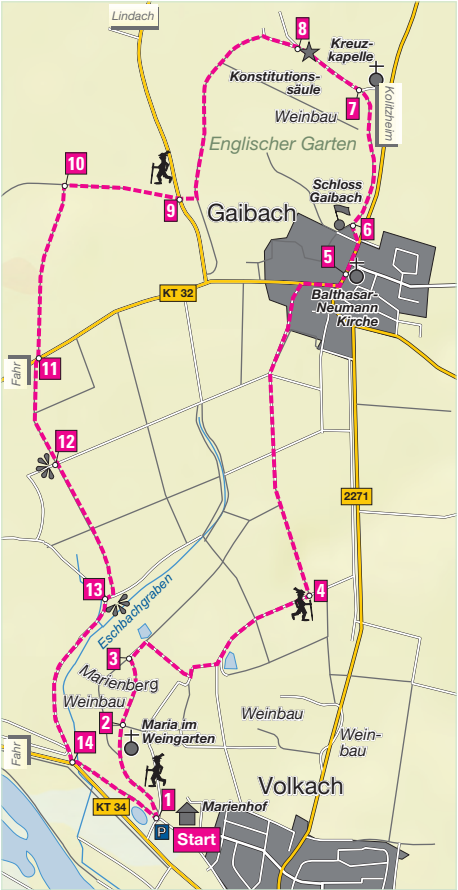 Lindach
8
Kreuz-
kapelle
Konstitutions-
säule
7
Weinbau
Kolitzheim
Englischer Garten
10
Schloss
Gaibach
9
Gaibach
6
5
KT 32
Balthasar-
Neumann
Kirche
Fahr
11
12
2271
13
4
Eschbachgraben
3
Marienberg
Weinbau
2
Maria im
Weingarten
Weinbau
Wein-
bau
Fahr
14
Volkach
KT 34
1
Marienhof
P
Start